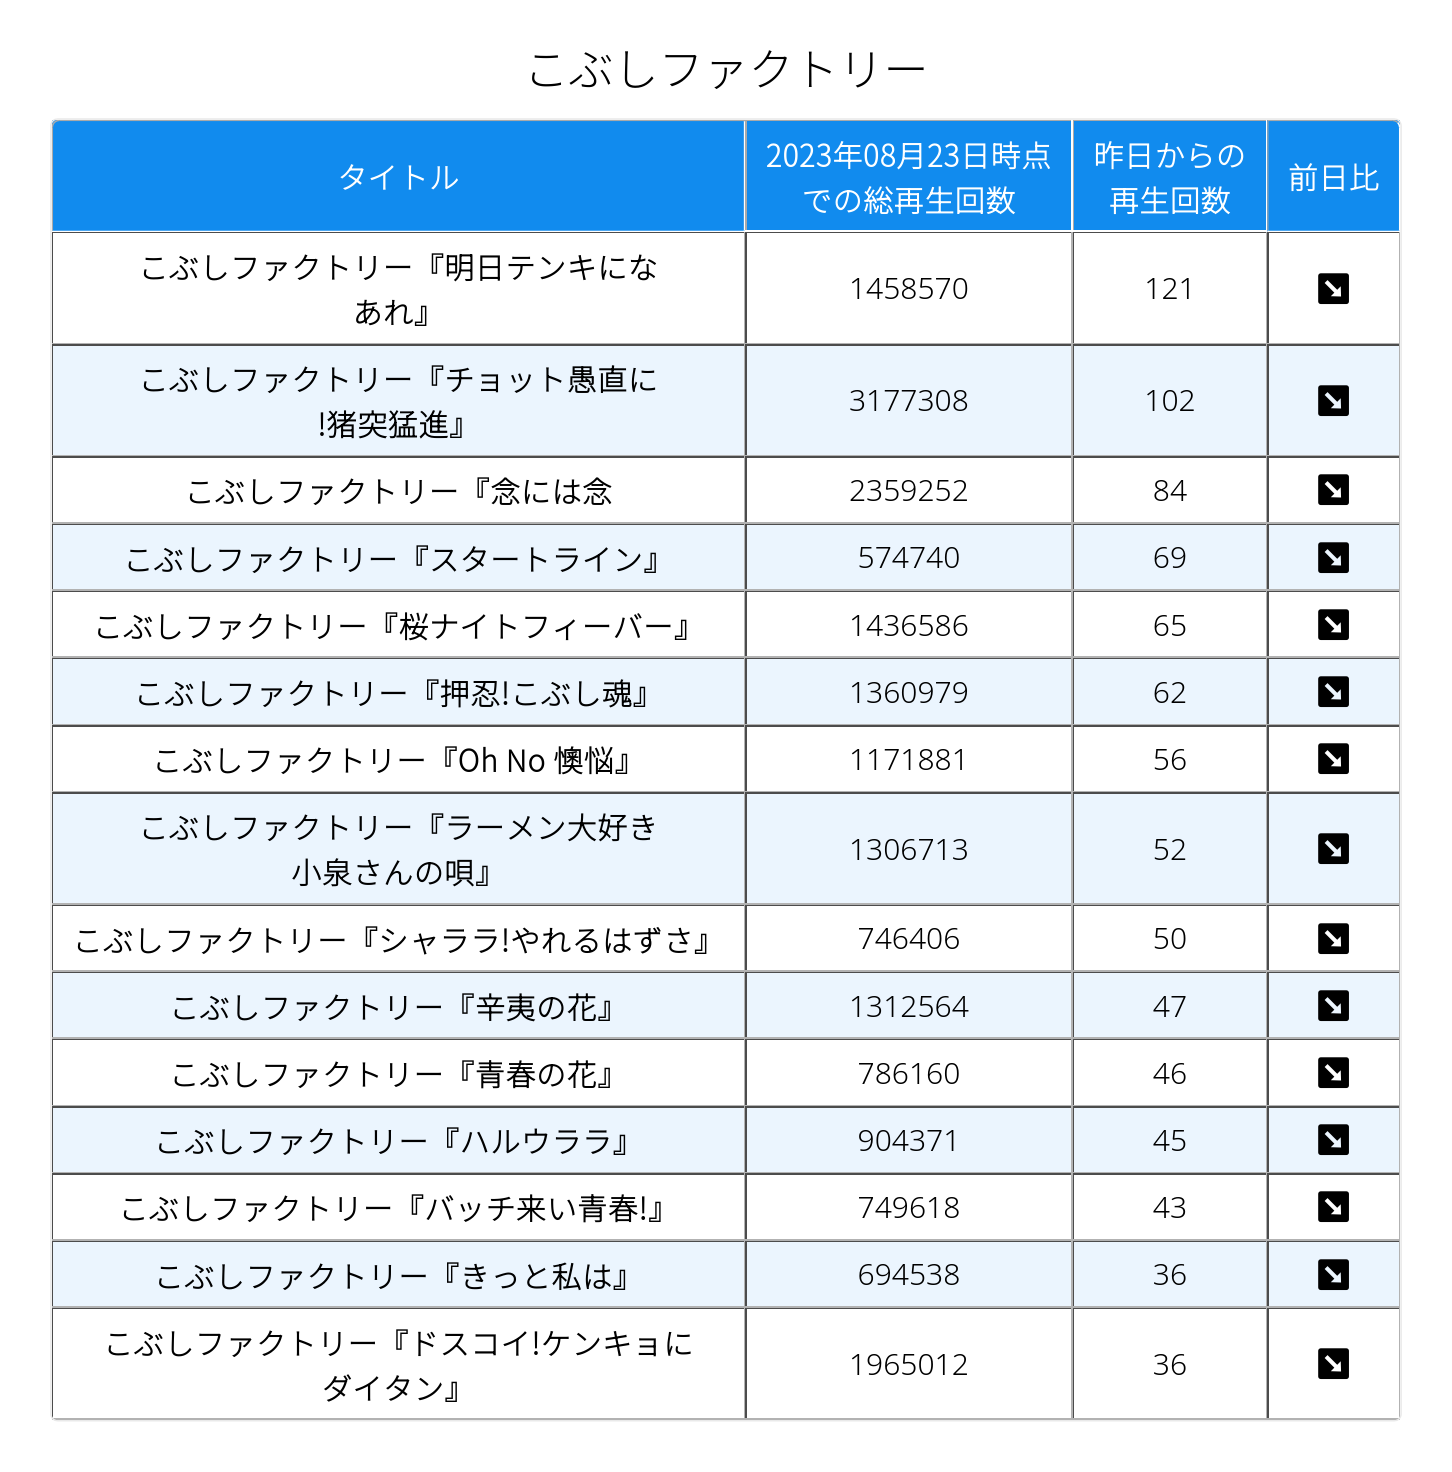 こぶしファクトリー
タイトル
2023年08月23日時点
での総再生回数
昨日からの
再生回数
前日比
こぶしファクトリー『明日テンキにな
あれ』
1458570
121
こぶしファクトリー『チョット愚直に
!猪突猛進』
3177308
102
こぶしファクトリー『念には念
2359252
84
こぶしファクトリー『スタートライン』
574740
69
こぶしファクトリー『桜ナイトフィーバー』
1436586
65
こぶしファクトリー『押忍!こぶし魂』
1360979
62
こぶしファクトリー『Oh No 懊悩』
1171881
56
こぶしファクトリー『ラーメン大好き
小泉さんの唄』
1306713
52
こぶしファクトリー『シャララ!やれるはずさ』
746406
50
こぶしファクトリー『辛夷の花』
1312564
47
こぶしファクトリー『青春の花』
786160
46
こぶしファクトリー『ハルウララ』
904371
45
こぶしファクトリー『バッチ来い青春!』
749618
43
こぶしファクトリー『きっと私は』
694538
36
こぶしファクトリー『ドスコイ!ケンキョに
ダイタン』
1965012
36